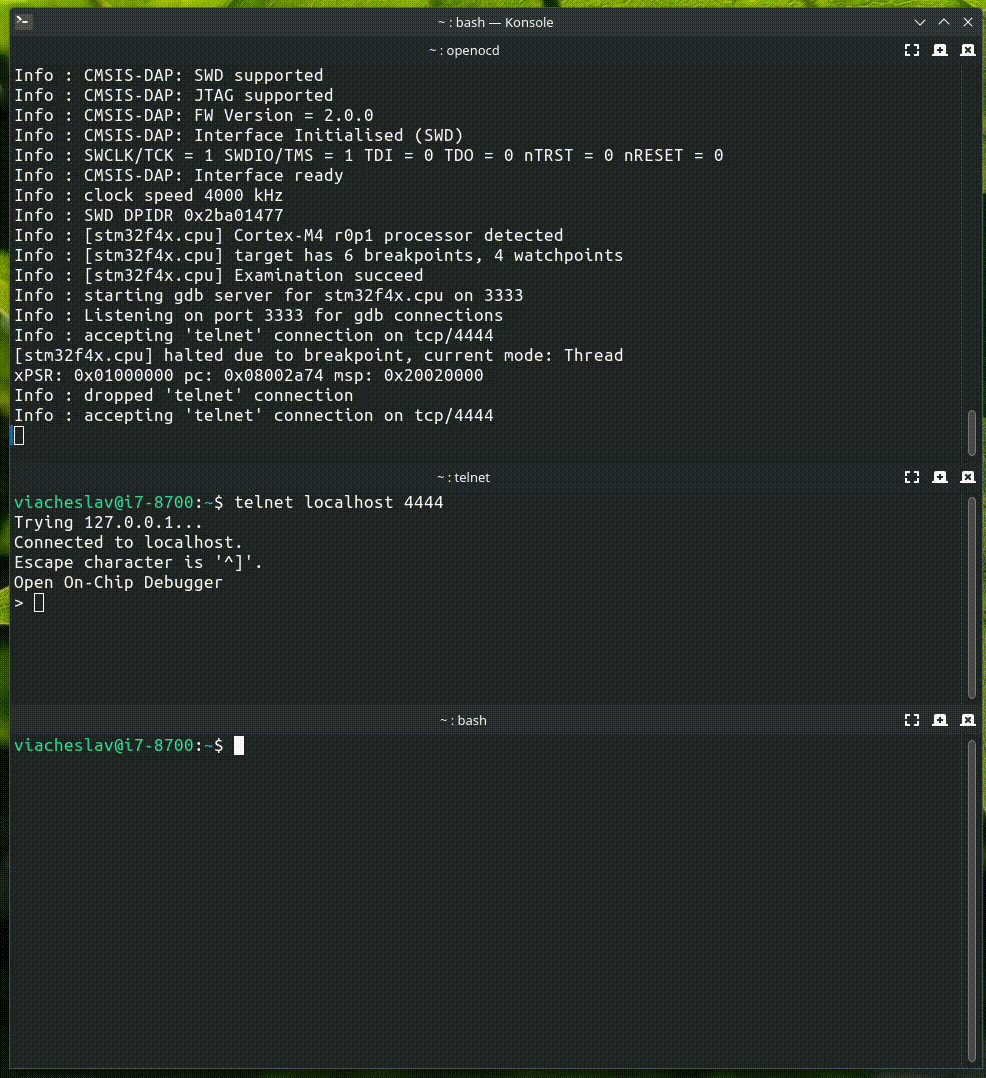 ~ : bash — Konsole
~ : openocd
Info : CMSIS-DAP: SWD supported
Info : CMSIS-DAP: JTAG supported
Info : CMSIS-DAP: FW Version = 2.0.0
Info : CMSIS-DAP: Interface Initialised (SWD)
Info : SWCLK/TCK = 1 SWDIO/TMS = 1 TDI = 0 TDO = 0 nTRST = 0 nRESET = 0
Info : CMSIS-DAP: Interface ready
Info : clock speed 4000 kHz
Info : SWD DPIDR 0x2ba01477
Info : [stm32f4x.cpu] Cortex-M4 r0p1 processor detected
Info : [stm32f4x.cpu] target has 6 breakpoints, 4 watchpoints
Info : [stm32f4x.cpu] Examination succeed
Info : starting gdb server for stm32f4x.cpu on 3333
Info : Listening on port 3333 for gdb connections
Info : accepting 'telnet' connection on tcp/4444
[stm32f4x.cpu] halted due to breakpoint, current mode: Thread
xPSR: 0x01000000 pc: 0x08002a74 msp: 0x20020000
Info : dropped 'telnet' connection
Info : accepting 'telnet' connection on tcp/4444
~ : telnet
viacheslav@i7-8700:~$ telnet localhost 4444
Trying 127.0.0.1...
Connected to localhost.
Escape character is '^]'.
Open On-Chip Debugger
>
~ : bash
viacheslav@i7-8700:~$